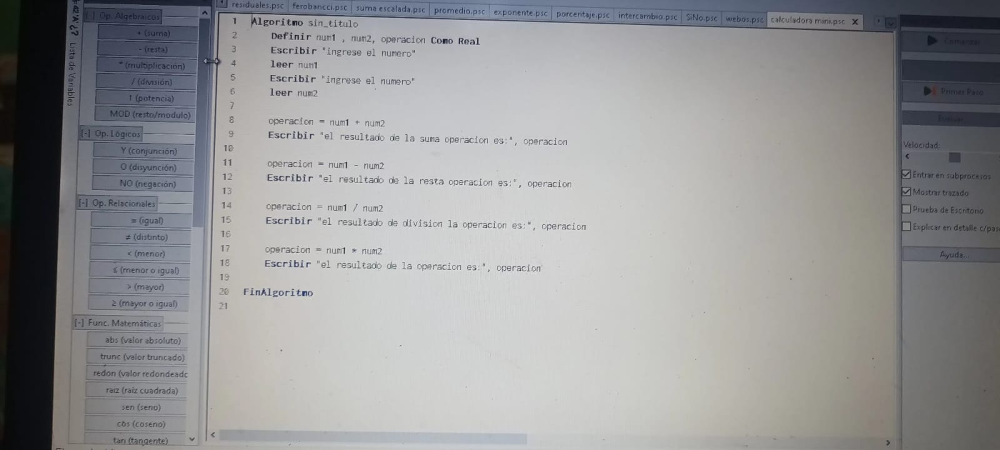 residuales.psc ferobancci.psc suma escalada.psc promedio.psc exponente.psc porcentaje.psc intercambio.psc SiNo.psc webos.psc calculadora mini.psc X
Lista de Variables
[-] Op. Algebraicos
+ (suma)
- (resta)
* (multiplicación)
/ (división)
↑ (potencia)
MOD (resto/modulo)
[-] Op. Lógicos
Y (conjunción)
O (disyunción)
NO (negación)
[-] Op. Relacionales
= (igual)
≠ (distinto)
< (menor)
≤ (menor o igual)
> (mayor)
≥ (mayor o igual)
[-] Func. Matemáticas
abs (valor absoluto)
trunc (valor truncado)
redon (valor redondeado
raiz (raíz cuadrada)
sen (seno)
cos (coseno)
tan (tangente)
1 Algoritmo sin_titulo
2 Definir num1 , num2, operacion Como Real
3 Escribir "ingrese el numero"
4 leer num1
5 Escribir "ingrese el numero"
6 leer num2
7
8 operacion = num1 + num2
9 Escribir "el resultado de la suma operacion es:", operacion
10
11 operacion = num1 - num2
12 Escribir "el resultado de la resta operacion es:", operacion
13
14 operacion = num1 / num2
15 Escribir "el resultado de division la operacion es:", operacion
16
17 operacion = num1 * num2
18 Escribir "el resultado de la operacion es:", operacion
19
20 FinAlgoritmo
21
Comenzar
Primer Paso
Evaluar...
Velocidad:
Entrar en subprocesos
Mostrar trazado
Prueba de Escritorio
Explicar en detalle c/pas
Ayuda...